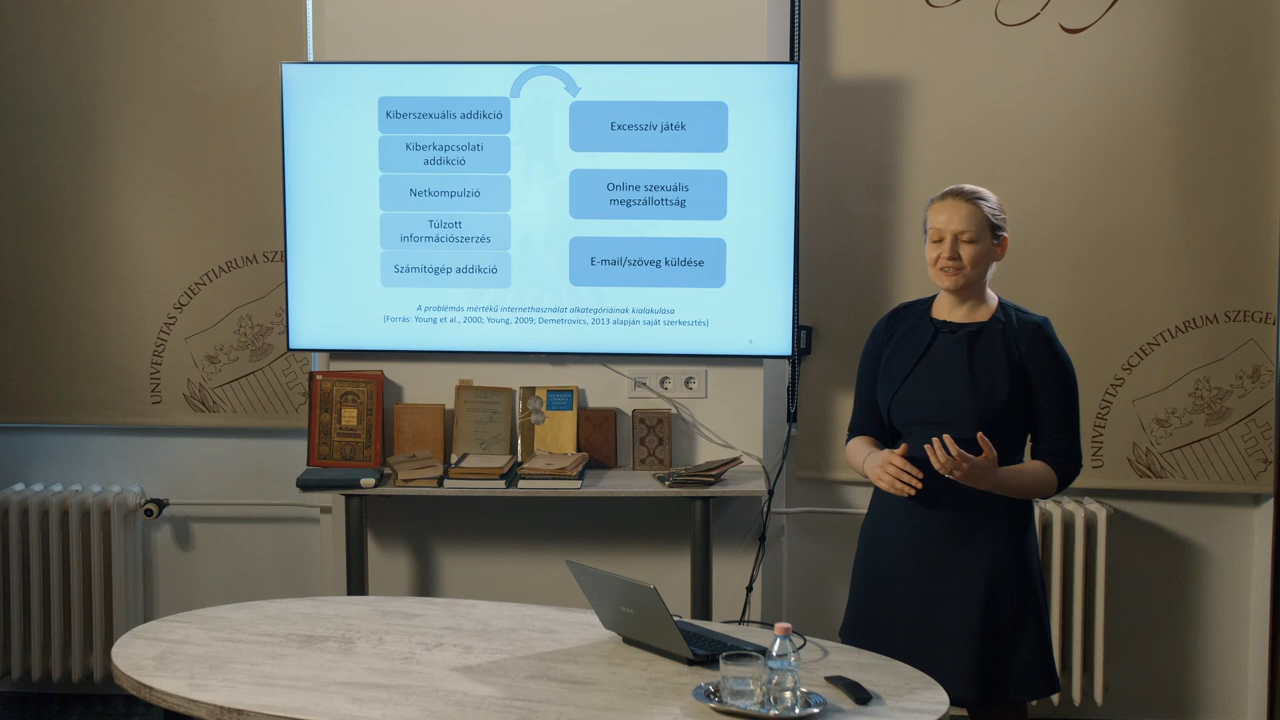 Kiberszexuális addikció
Kiberkapcsolati
addikció
Netkompulzió
Túlzott
információszerzés
Számítógép addikció
Excesszív játék
Online szexuális
megszállottság
E-mail/szöveg küldése
A problémás mértékű internethasználat alkategóriáinak kialakulása
(Forrás: Young et al., 2000; Young, 2009; Demetrovics, 2013 alapján saját szerkesztés)
UNIVERSITAS SCIENTIARUM SZE
UNIVERSITAS SCIENTIARUM SZEGE